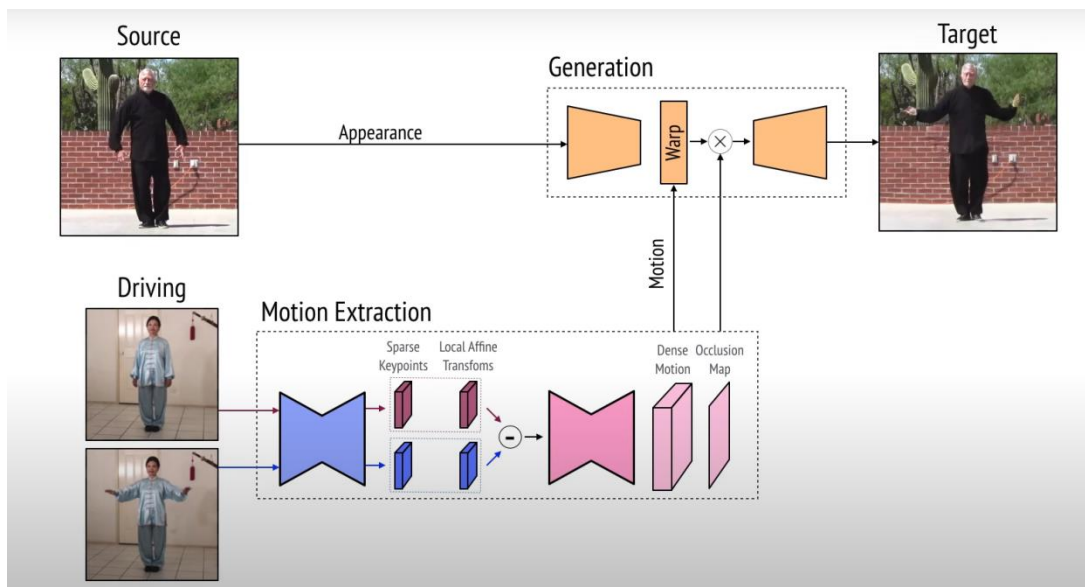 Source
Target
Generation
Appearance
Warp
Motion
Driving
Motion Extraction
Sparse
Keypoints
Local Affine
Transfoms
Dense
Motion
Occlusion
Map